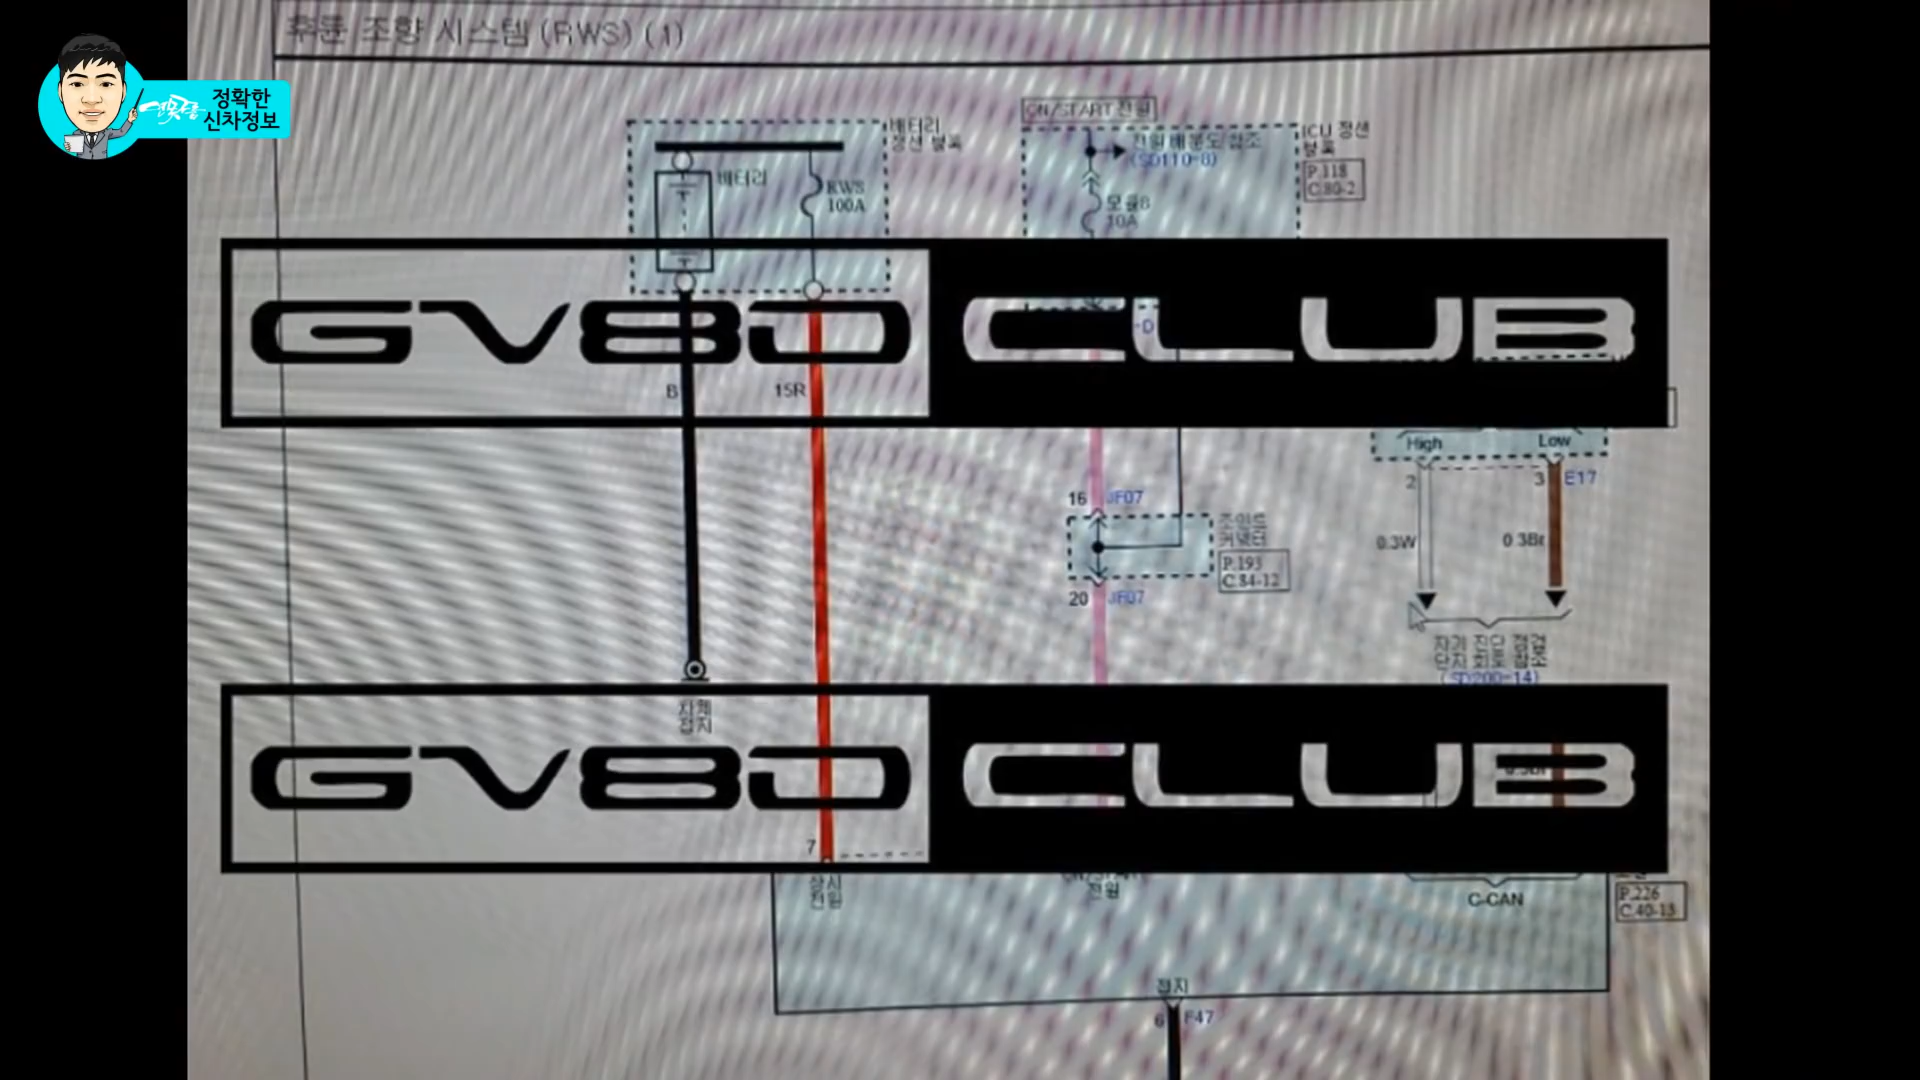 후륜 조향 시스템 (RWS) (1)
정확한
신차정보
ON/START 전원
배터리
정션 블록
ICU 정션
블록
전원 배분도 참조
(SD110-8)
P.118
C.80-2
배터리
RWS
100A
모듈8
10A
GV80 CLUB
-D
B
15R
High
Low
2
3
E17
16
JF07
조인트
커넥터
0.3W
0.3Br
P.193
C.84-12
20
JF07
자기 진단 점검
단자 회로 참조
(SD200-14)
차체
접지
GV80 CLUB
7
상시
전원
ON/START
전원
C-CAN
P.226
C.40-13
접지
6
F47